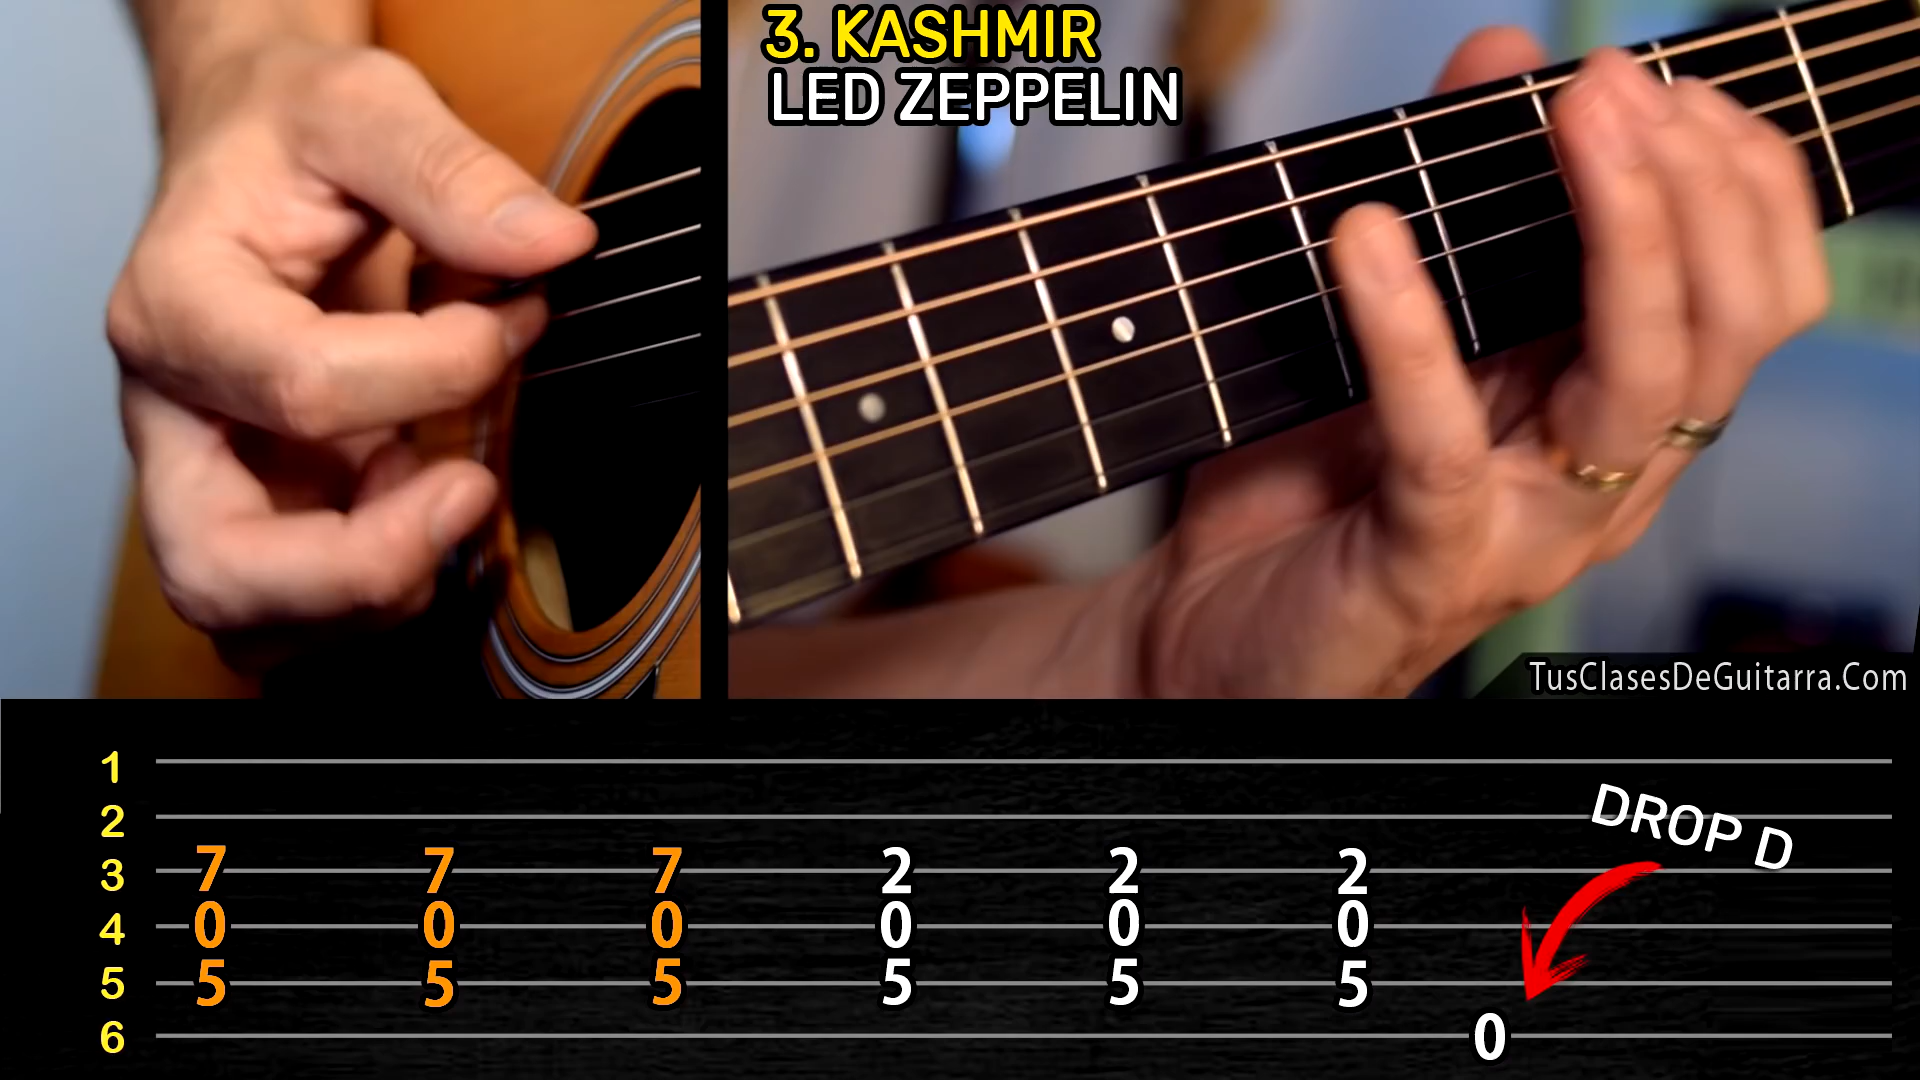 3. KASHMIR
LED ZEPPELIN
TusClasesDeGuitarra.Com
DROP D
1
2
3 7 7 7 2 2 2
4 0 0 0 0 0 0
5 5 5 5 5 5 5
6 0